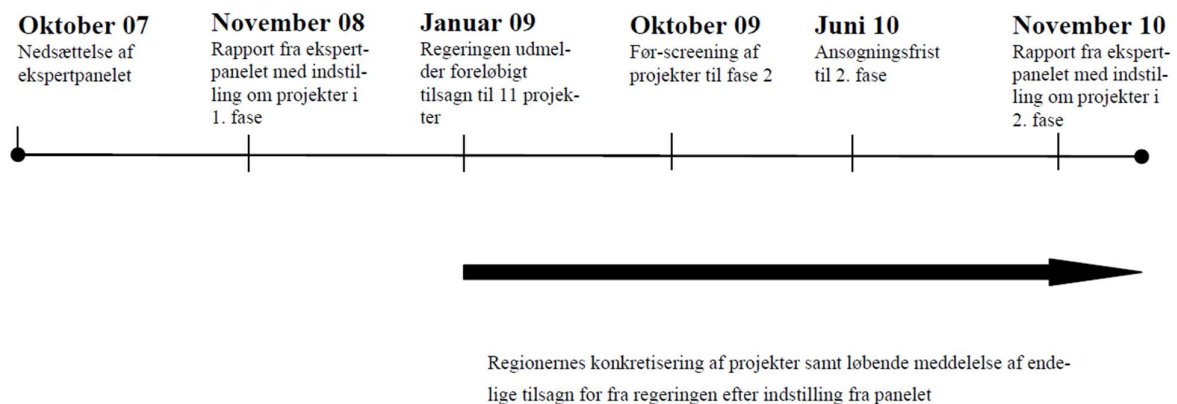 Oktober 07
Nedsættelse af
ekspertpanelet
November 08
Rapport fra ekspert-
panelet med indstil-
ling om projekter i
1. fase
Januar 09
Regeringen udmel-
der foreløbigt
tilsagn til 11 projek-
ter
Oktober 09
Før-screening af
projekter til fase 2
Juni 10
Ansøgningsfrist
til 2. fase
November 10
Rapport fra ekspert-
panelet med indstil-
ling om projekter i
2. fase
Regionernes konkretisering af projekter samt løbende meddelelse af ende-
lige tilsagn for fra regeringen efter indstilling fra panelet